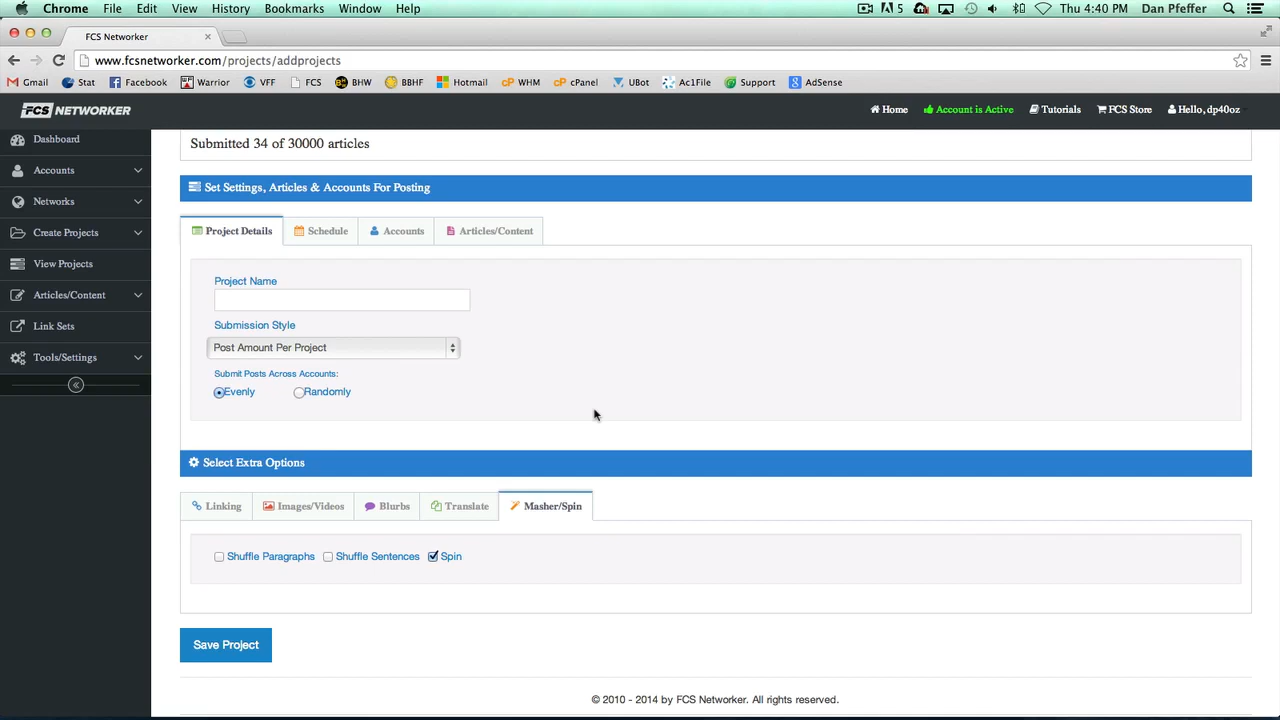 Chrome File Edit View History Bookmarks Window Help 5 Thu 4:40 PM Dan Pfeffer
FCS Networker
www.fcsnetworker.com/projects/addprojects
Gmail Stat Facebook Warrior VFF FCS BHW BBHF Hotmail cP WHM cP cPanel UBot Ac1File Support AdSense
FCS NETWORKER Home Account is Active Tutorials FCS Store Hello, dp40oz
Dashboard
Accounts
Networks
Create Projects
View Projects
Articles/Content
Link Sets
Tools/Settings
Submitted 34 of 30000 articles
Set Settings, Articles & Accounts For Posting
Project Details Schedule Accounts Articles/Content
Project Name
Submission Style
Post Amount Per Project
Submit Posts Across Accounts:
Evenly Randomly
Select Extra Options
Linking Images/Videos Blurbs Translate Masher/Spin
Shuffle Paragraphs Shuffle Sentences Spin
Save Project
© 2010 - 2014 by FCS Networker. All rights reserved.